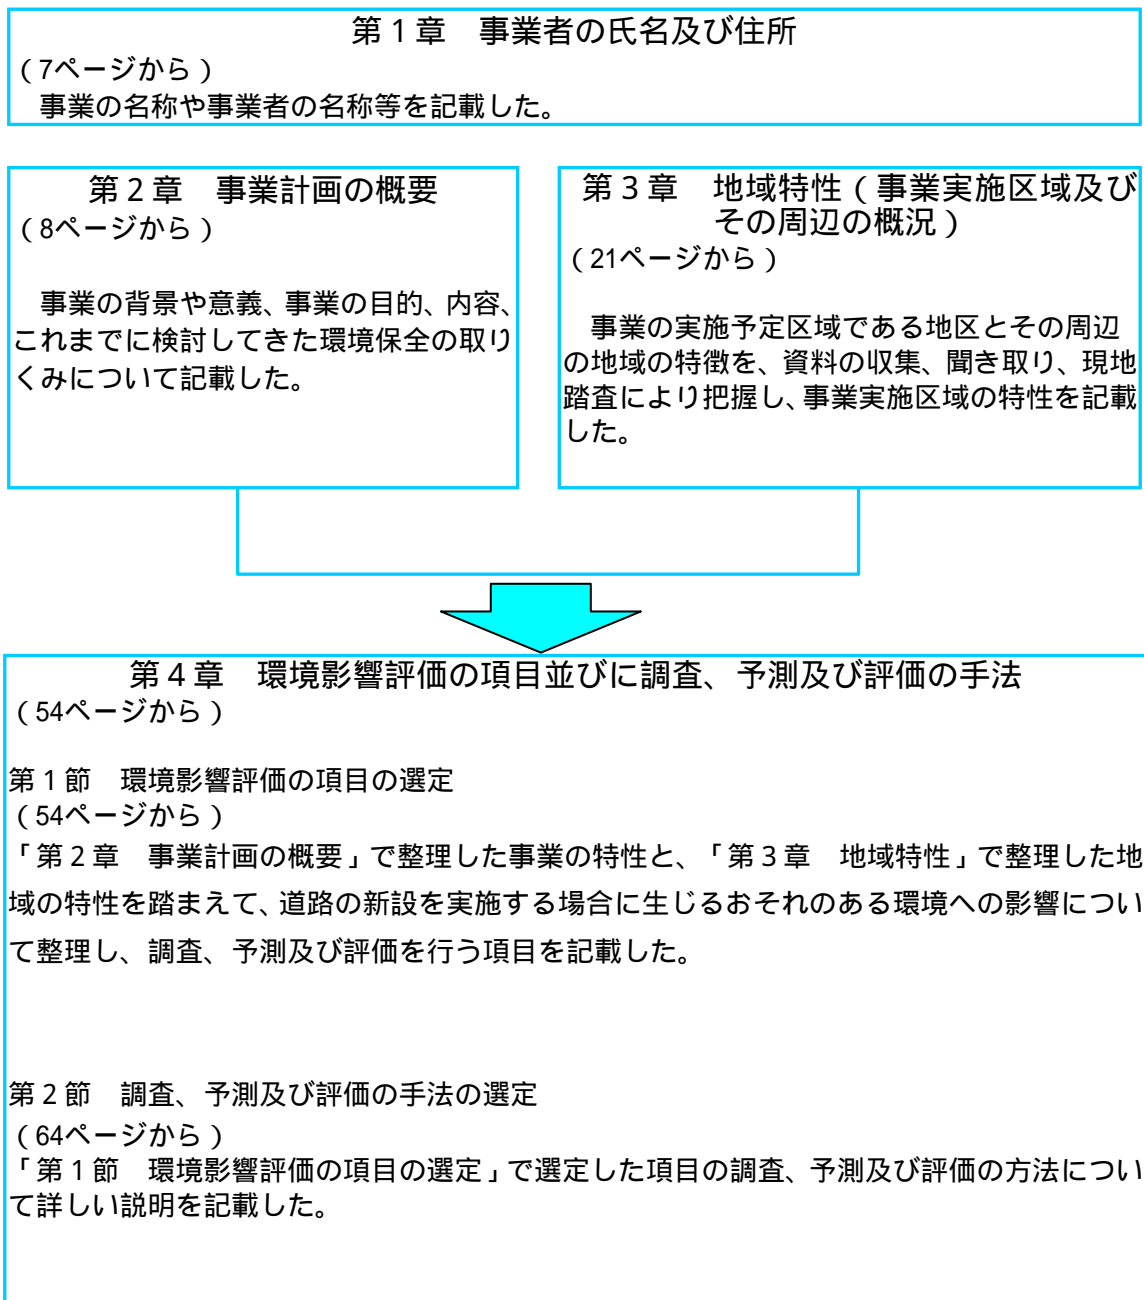 第1章　事業者の氏名及び住所
（7ページから）
　事業の名称や事業者の名称等を記載した。
第2章　事業計画の概要
（8ページから）
　事業の背景や意義、事業の目的、内容、
これまでに検討してきた環境保全の取り
くみについて記載した。
第3章　地域特性（事業実施区域及び
その周辺の概況）
（21ページから）
　事業の実施予定区域である地区とその周辺
の地域の特徴を、資料の収集、聞き取り、現地
踏査により把握し、事業実施区域の特性を記載
した。
第4章　環境影響評価の項目並びに調査、予測及び評価の手法
（54ページから）
第1節　環境影響評価の項目の選定
（54ページから）
「第2章　事業計画の概要」で整理した事業の特性と、「第3章　地域特性」で整理した地
域の特性を踏まえて、道路の新設を実施する場合に生じるおそれのある環境への影響につい
て整理し、調査、予測及び評価を行う項目を記載した。
第2節　調査、予測及び評価の手法の選定
（64ページから）
「第1節　環境影響評価の項目の選定」で選定した項目の調査、予測及び評価の方法につい
て詳しい説明を記載した。